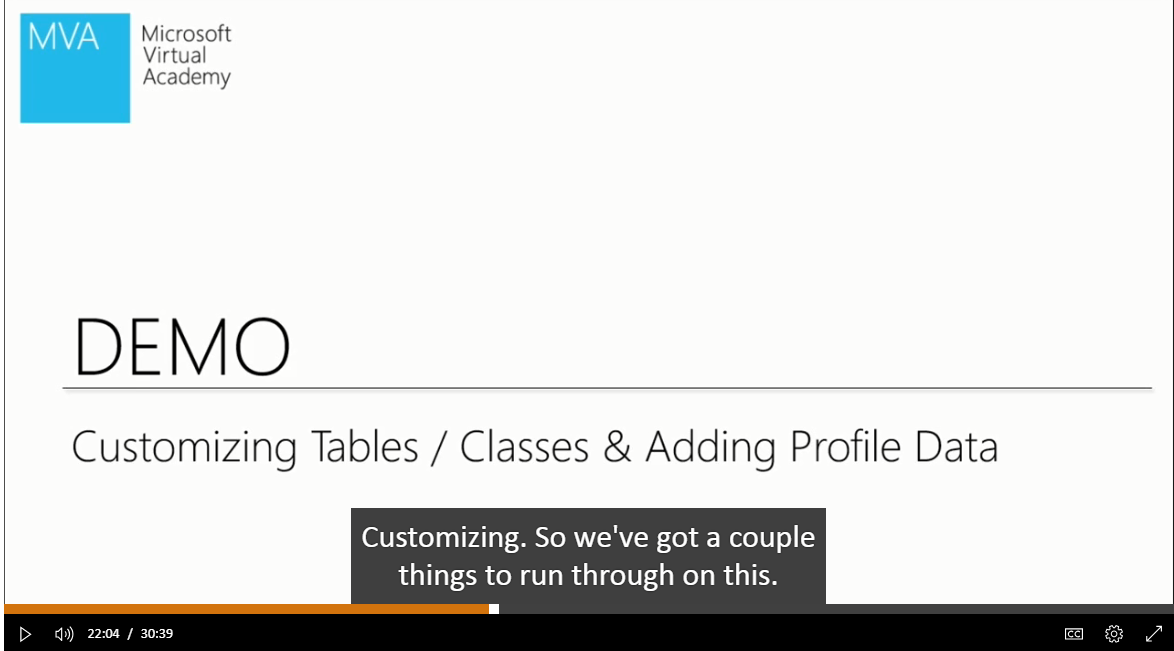 MVA
Microsoft
Virtual
Academy
DEMO
Customizing Tables / Classes & Adding Profile Data
Customizing. So we've got a couple
things to run through on this.
22:04 / 30:39
CC